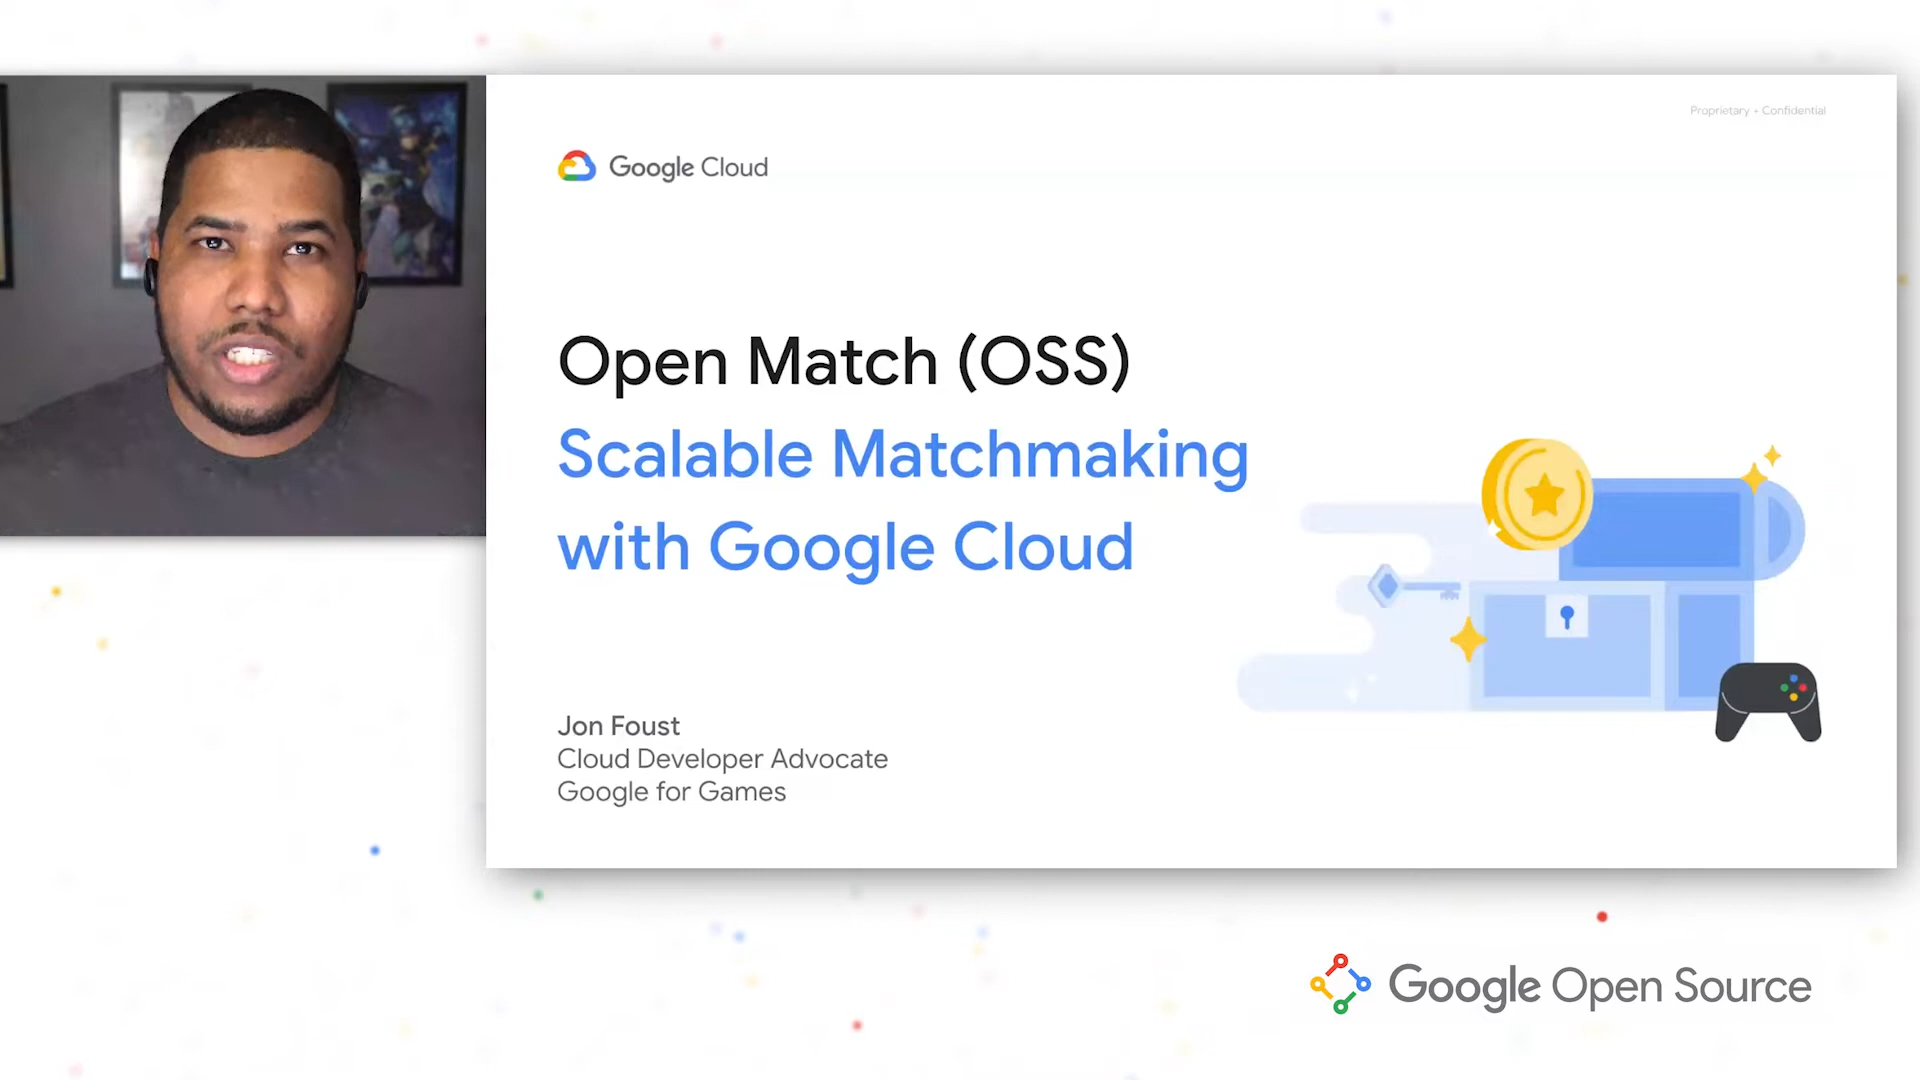 Proprietary + Confidential
Google Cloud
Open Match (OSS)
Scalable Matchmaking
with Google Cloud
Jon Foust
Cloud Developer Advocate
Google for Games
Google Open Source